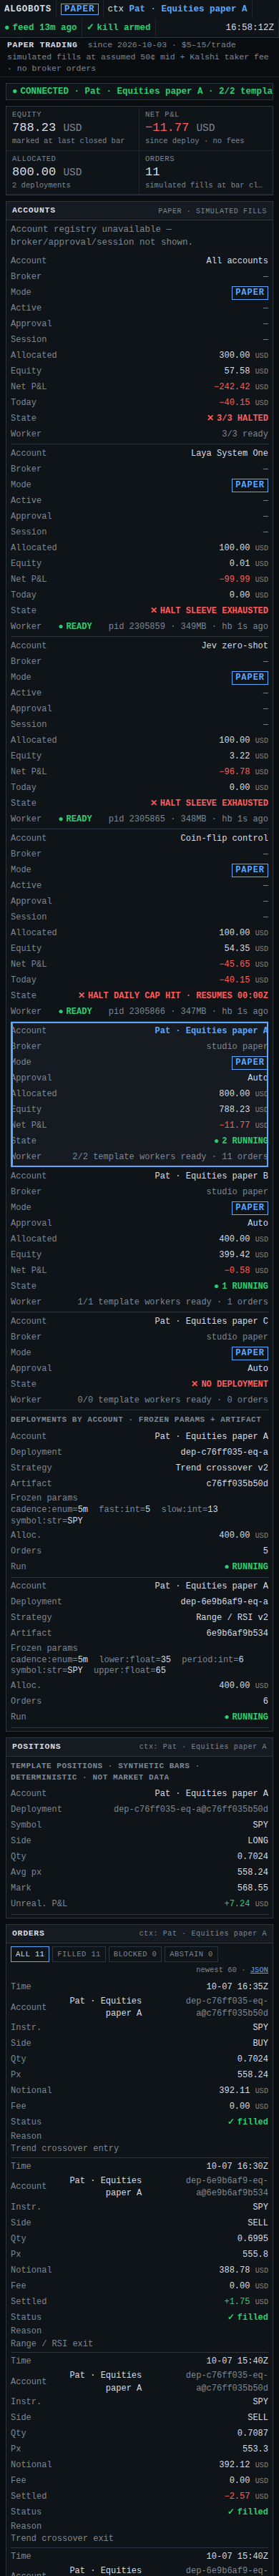 ALGOBOTS PAPER ctx Pat · Equities paper A
● feed 13m ago ✓ kill armed 16:58:12Z
PAPER TRADING since 2026-10-03 · $5–15/trade
simulated fills at assumed 50¢ mid + Kalshi taker fee
· no broker orders
● CONNECTED · Pat · Equities paper A · 2/2 templa
EQUITY NET P&L
788.23 USD −11.77 USD
marked at last closed bar since deploy · no fees
ALLOCATED ORDERS
800.00 USD 11
2 deployments simulated fills at bar cl…
ACCOUNTS PAPER · SIMULATED FILLS
Account registry unavailable —
broker/approval/session not shown.
Account All accounts
Broker —
Mode PAPER
Active —
Approval —
Session —
Allocated 300.00 USD
Equity 57.58 USD
Net P&L −242.42 USD
Today −40.15 USD
State ✕ 3/3 HALTED
Worker 3/3 ready
Account Laya System One
Broker —
Mode PAPER
Active —
Approval —
Session —
Allocated 100.00 USD
Equity 0.01 USD
Net P&L −99.99 USD
Today 0.00 USD
State ✕ HALT SLEEVE EXHAUSTED
Worker ● READY pid 2305859 · 349MB · hb 1s ago
Account Jev zero-shot
Broker —
Mode PAPER
Active —
Approval —
Session —
Allocated 100.00 USD
Equity 3.22 USD
Net P&L −96.78 USD
Today 0.00 USD
State ✕ HALT SLEEVE EXHAUSTED
Worker ● READY pid 2305865 · 348MB · hb 1s ago
Account Coin-flip control
Broker —
Mode PAPER
Active —
Approval —
Session —
Allocated 100.00 USD
Equity 54.35 USD
Net P&L −45.65 USD
Today −40.15 USD
State ✕ HALT DAILY CAP HIT · RESUMES 00:00Z
Worker ● READY pid 2305866 · 347MB · hb 1s ago
Account Pat · Equities paper A
Broker studio paper
Mode PAPER
Approval Auto
Allocated 800.00 USD
Equity 788.23 USD
Net P&L −11.77 USD
State ● 2 RUNNING
Worker 2/2 template workers ready · 11 orders
Account Pat · Equities paper B
Broker studio paper
Mode PAPER
Approval Auto
Allocated 400.00 USD
Equity 399.42 USD
Net P&L −0.58 USD
State ● 1 RUNNING
Worker 1/1 template workers ready · 1 orders
Account Pat · Equities paper C
Broker studio paper
Mode PAPER
Approval Auto
State ✕ NO DEPLOYMENT
Worker 0/0 template workers ready · 0 orders
DEPLOYMENTS BY ACCOUNT · FROZEN PARAMS + ARTIFACT
Account Pat · Equities paper A
Deployment dep-c76ff035-eq-a
Strategy Trend crossover v2
Artifact c76ff035b50d
Frozen params
cadence:enum=5m fast:int=5 slow:int=13
symbol:str=SPY
Alloc. 400.00 USD
Orders 5
Run ● RUNNING
Account Pat · Equities paper A
Deployment dep-6e9b6af9-eq-a
Strategy Range / RSI v2
Artifact 6e9b6af9b534
Frozen params
cadence:enum=5m lower:float=35 period:int=6
symbol:str=SPY upper:float=65
Alloc. 400.00 USD
Orders 6
Run ● RUNNING
POSITIONS ctx: Pat · Equities paper A
TEMPLATE POSITIONS · SYNTHETIC BARS ·
DETERMINISTIC · NOT MARKET DATA
Account Pat · Equities paper A
Deployment dep-c76ff035-eq-a@c76ff035b50d
Symbol SPY
Side LONG
Qty 0.7024
Avg px 558.24
Mark 568.55
Unreal. P&L +7.24 USD
ORDERS ctx: Pat · Equities paper A
ALL 11 FILLED 11 BLOCKED 0 ABSTAIN 0
newest 60 · JSON
Time 10-07 16:35Z
Account Pat · Equities paper A dep-c76ff035-eq-a@c76ff035b50d
Instr. SPY
Side BUY
Qty 0.7024
Px 558.24
Notional 392.11 USD
Fee 0.00 USD
Status ✓ filled
Reason
Trend crossover entry
Time 10-07 16:30Z
Account Pat · Equities paper A dep-6e9b6af9-eq-a@6e9b6af9b534
Instr. SPY
Side SELL
Qty 0.6995
Px 555.8
Notional 388.78 USD
Fee 0.00 USD
Settled +1.75 USD
Status ✓ filled
Reason
Range / RSI exit
Time 10-07 15:40Z
Account Pat · Equities paper A dep-c76ff035-eq-a@c76ff035b50d
Instr. SPY
Side SELL
Qty 0.7087
Px 553.3
Notional 392.12 USD
Fee 0.00 USD
Settled −2.57 USD
Status ✓ filled
Reason
Trend crossover exit
Time 10-07 15:40Z
Account Pat · Equities dep-6e9b6af9-eq-